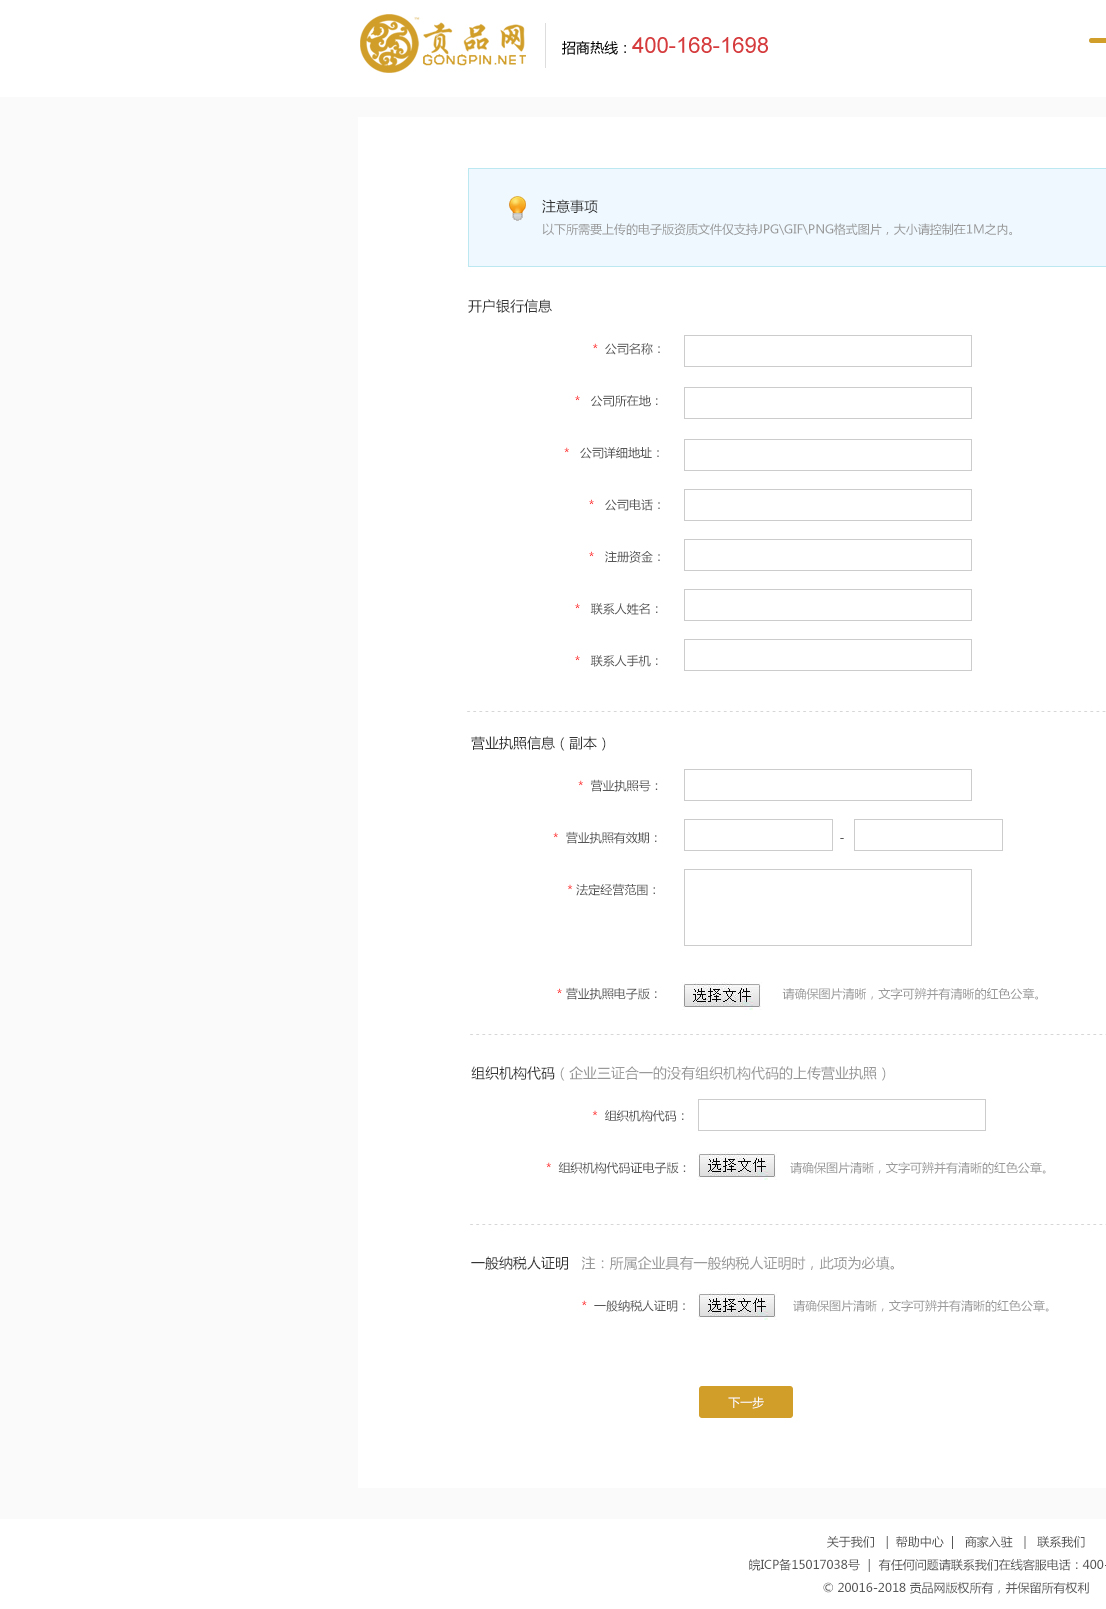 贡品网
GONGPIN.NET
招商热线：400-168-1698
注意事项
以下所需要上传的电子版资质文件仅支持JPG\GIF\PNG格式图片，大小请控制在1M之内。
开户银行信息
* 公司名称：
* 公司所在地：
* 公司详细地址：
* 公司电话：
* 注册资金：
* 联系人姓名：
* 联系人手机：
营业执照信息（副本）
* 营业执照号：
* 营业执照有效期： -
* 法定经营范围：
* 营业执照电子版： 选择文件 请确保图片清晰，文字可辨并有清晰的红色公章。
组织机构代码（企业三证合一的没有组织机构代码的上传营业执照）
* 组织机构代码：
* 组织机构代码证电子版： 选择文件 请确保图片清晰，文字可辨并有清晰的红色公章。
一般纳税人证明 注：所属企业具有一般纳税人证明时，此项为必填。
* 一般纳税人证明： 选择文件 请确保图片清晰，文字可辨并有清晰的红色公章。
下一步
关于我们 | 帮助中心 | 商家入驻 | 联系我们
皖ICP备15017038号 | 有任何问题请联系我们在线客服电话：400-
© 20016-2018 贡品网版权所有，并保留所有权利